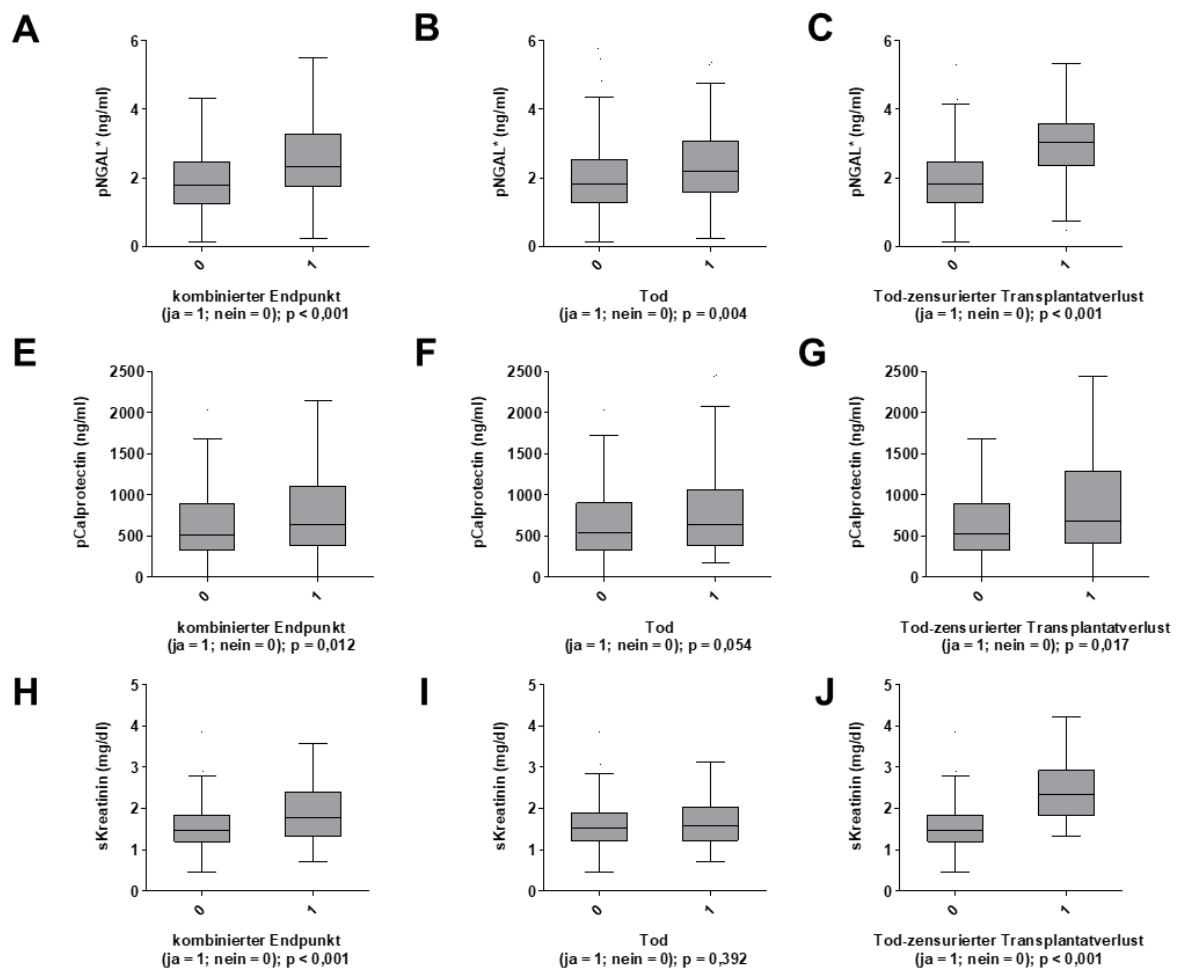 A
pNGAL* (ng/ml)
6
4
2
0
0
1
kombinierter Endpunkt
(ja = 1; nein = 0); p < 0,001
B
pNGAL* (ng/ml)
6
4
2
0
0
1
Tod
(ja = 1; nein = 0); p = 0,004
C
pNGAL* (ng/ml)
6
4
2
0
0
1
Tod-zensurierter Transplantatverlust
(ja = 1; nein = 0); p < 0,001
E
pCalprotectin (ng/ml)
2500
2000
1500
1000
500
0
0
1
kombinierter Endpunkt
(ja = 1; nein = 0); p = 0,012
F
pCalprotectin (ng/ml)
2500
2000
1500
1000
500
0
0
1
Tod
(ja = 1; nein = 0); p = 0,054
G
pCalprotectin (ng/ml)
2500
2000
1500
1000
500
0
0
1
Tod-zensurierter Transplantatverlust
(ja = 1; nein = 0); p = 0,017
H
sKreatinin (mg/dl)
5
4
3
2
1
0
0
1
kombinierter Endpunkt
(ja = 1; nein = 0); p < 0,001
I
sKreatinin (mg/dl)
5
4
3
2
1
0
0
1
Tod
(ja = 1; nein = 0); p = 0,392
J
sKreatinin (mg/dl)
5
4
3
2
1
0
0
1
Tod-zensurierter Transplantatverlust
(ja = 1; nein = 0); p < 0,001